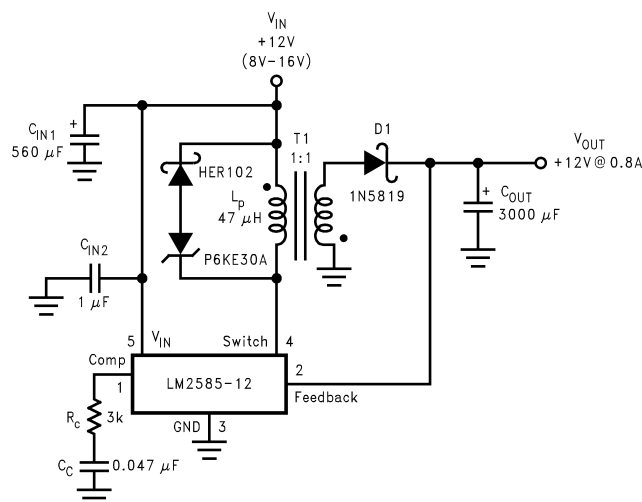 V_IN
+12V
(8V-16V)
C_IN1
+
560 μF
T1
1:1
D1
V_OUT
+12V@0.8A
HER102
1N5819
L_p
47 μH
+
C_OUT
3000 μF
C_IN2
P6KE30A
1 μF
5
V_IN
Switch
4
Comp
1
LM2585-12
2
Feedback
R_c
3k
GND
3
C_C
0.047 μF